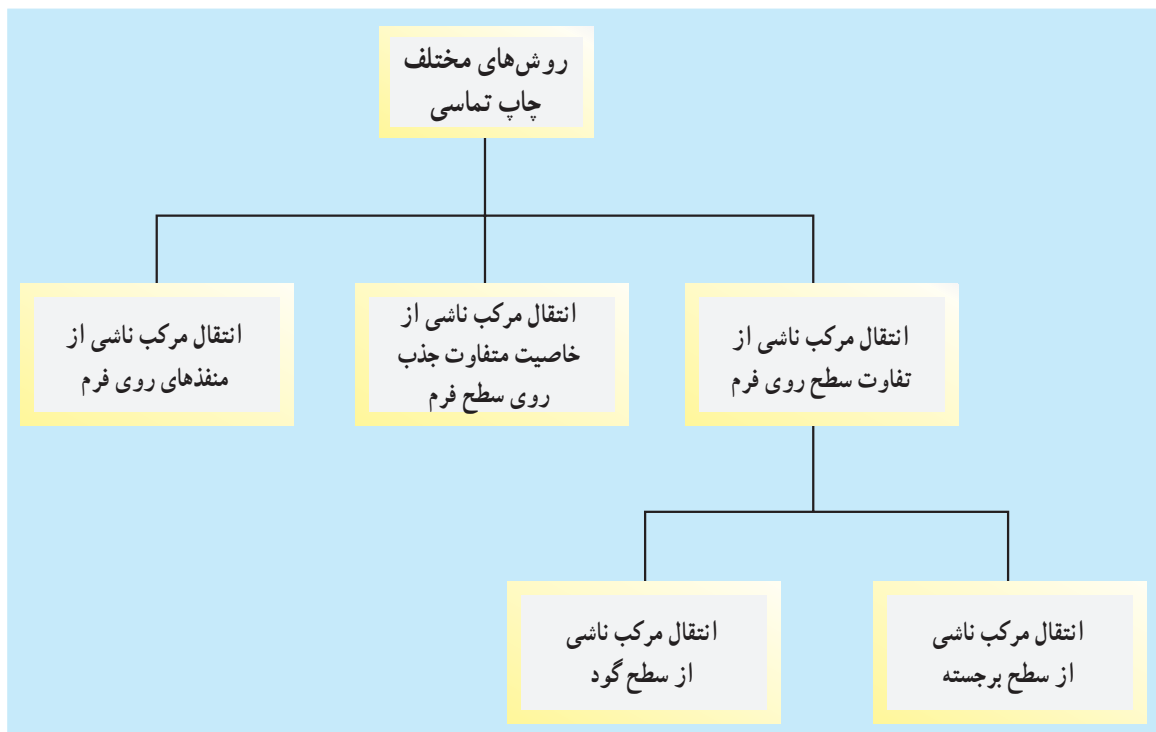 روش‌های مختلف
چاپ تماسی
انتقال مرکب ناشی از
تفاوت سطح روی فرم
انتقال مرکب ناشی از
خاصیت متفاوت جذب
روی سطح فرم
انتقال مرکب ناشی از
منفذهای روی فرم
انتقال مرکب ناشی
از سطح برجسته
انتقال مرکب ناشی
از سطح گود